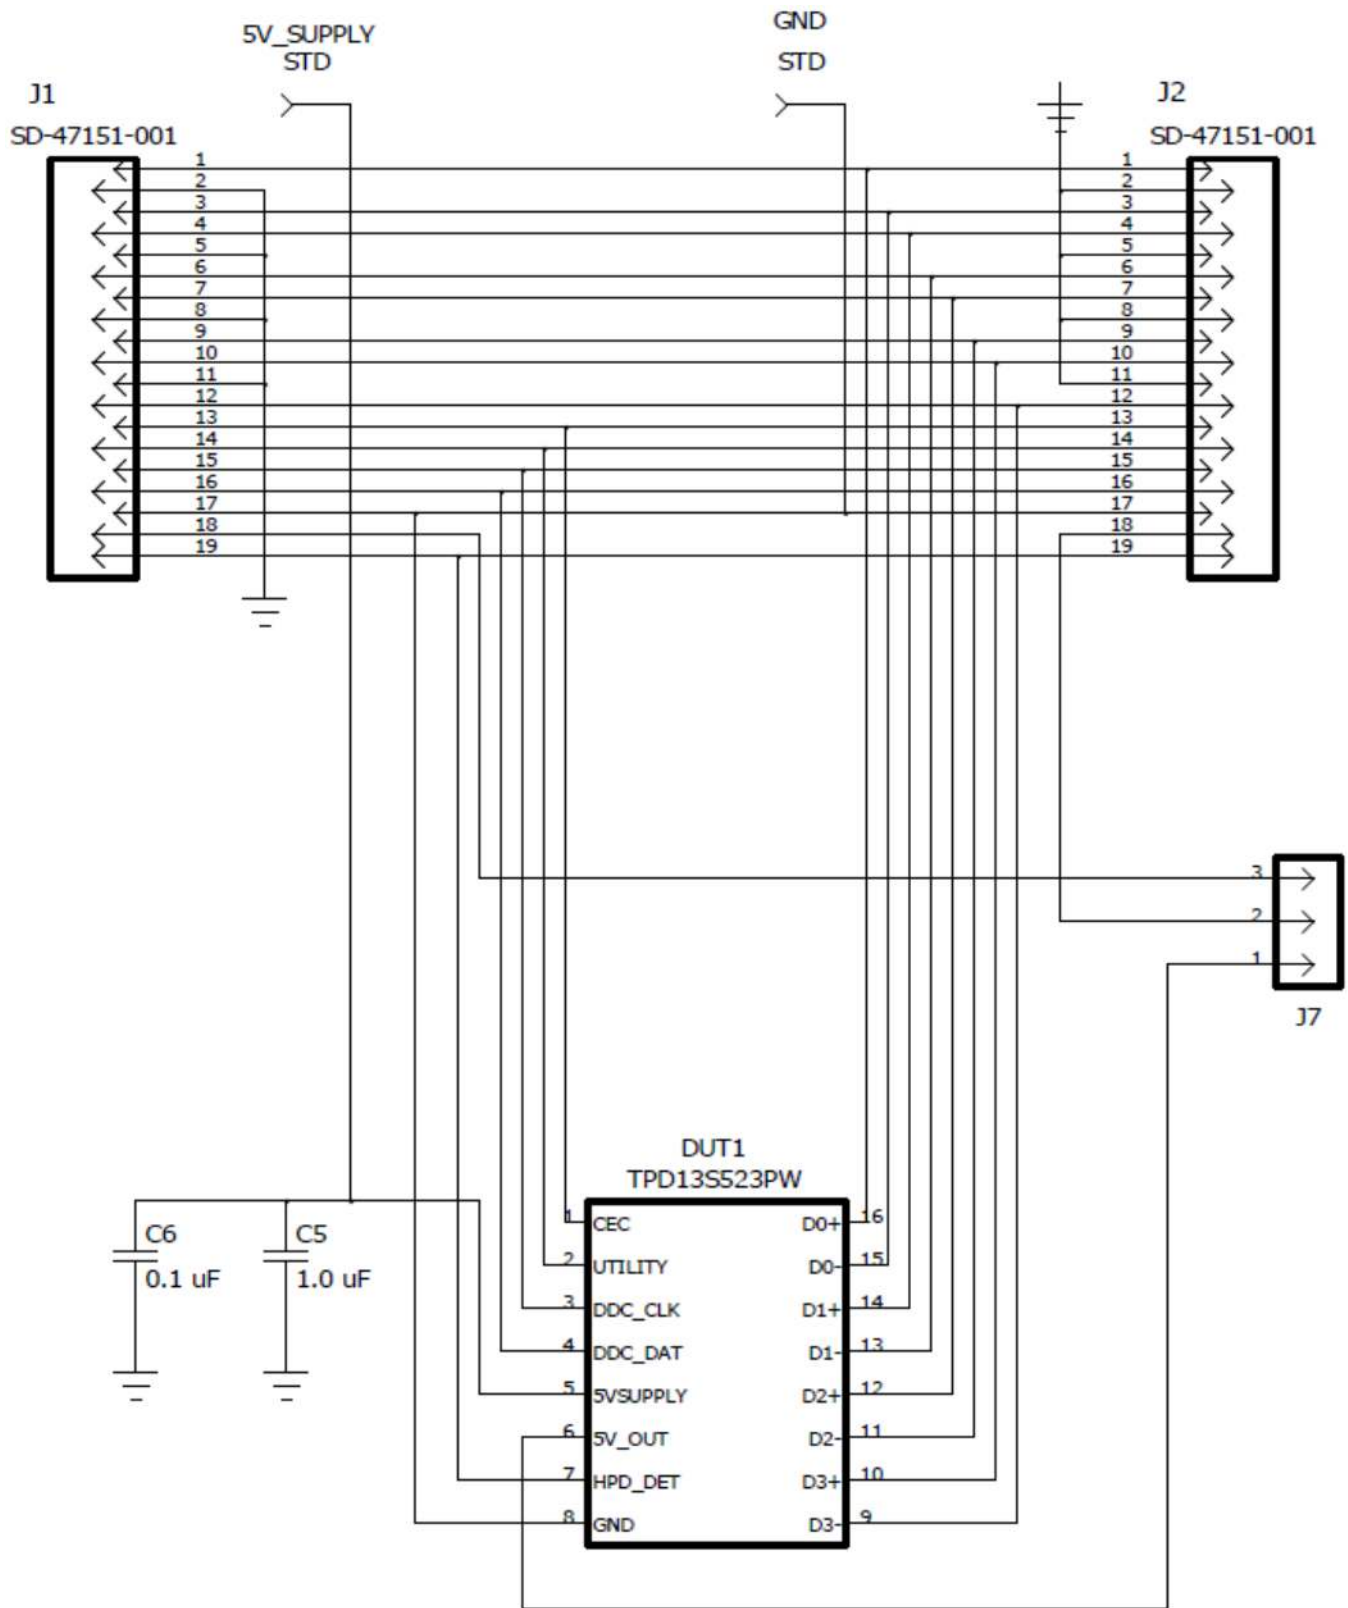 5V_SUPPLY
STD
GND
STD
J1
SD-47151-001
J2
SD-47151-001
1
2
3
4
5
6
7
8
9
10
11
12
13
14
15
16
17
18
19
1
2
3
4
5
6
7
8
9
10
11
12
13
14
15
16
17
18
19
3
2
1
J7
DUT1
TPD13S523PW
C6
0.1 uF
C5
1.0 uF
1 CEC D0+ 16
2 UTILITY D0- 15
3 DDC_CLK D1+ 14
4 DDC_DAT D1- 13
5 5VSUPPLY D2+ 12
6 5V_OUT D2- 11
7 HPD_DET D3+ 10
8 GND D3- 9